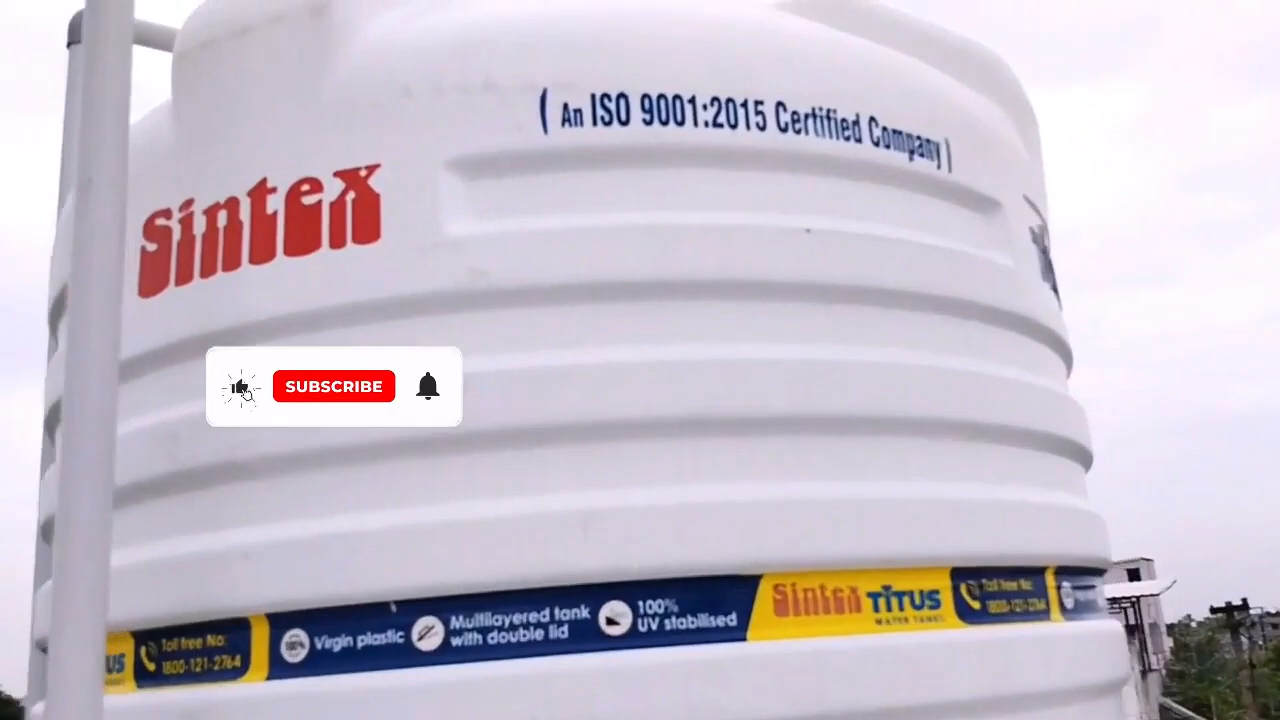 ( An ISO 9001:2015 Certified Company )
Sintex
SUBSCRIBE
Toll free No:
1800-121-2764
100%
Virgin plastic
Multilayered tank
with double lid
100%
UV stabilised
Sintex TITUS
WATER TANKS
Toll free No:
1800-121-2764